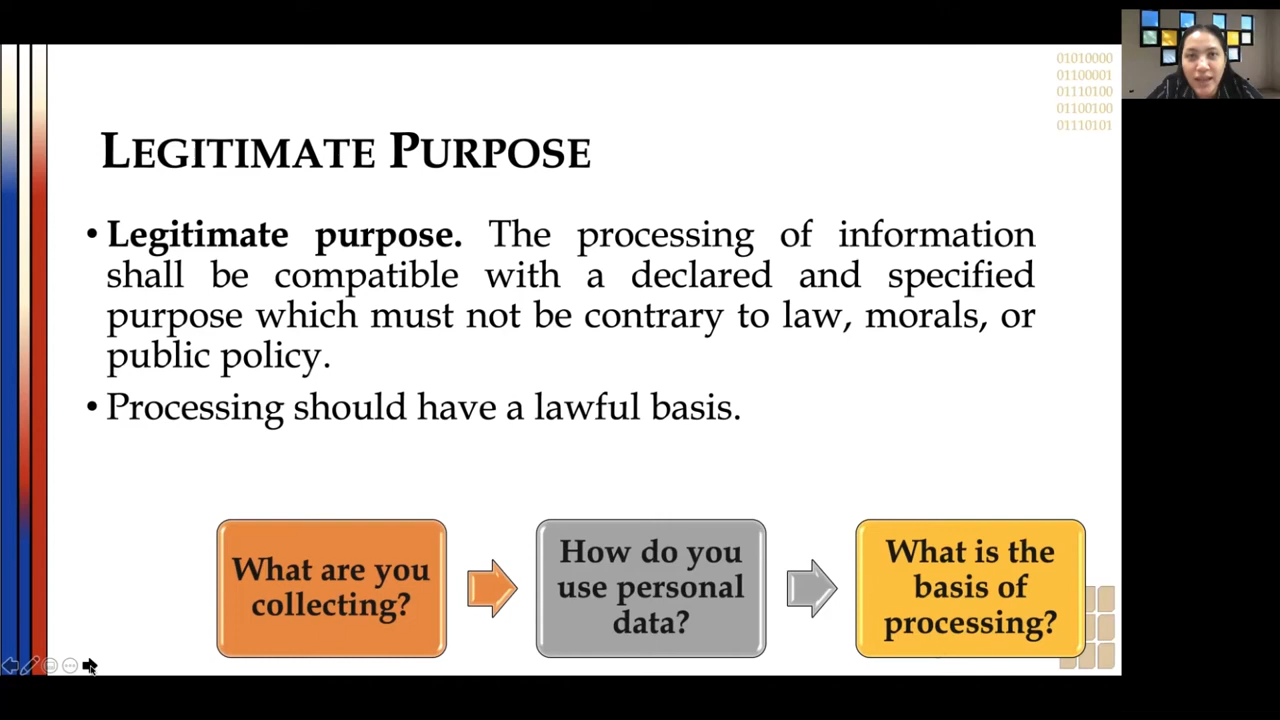 01010000
01100001
01110100
01100100
01110101
LEGITIMATE PURPOSE
• Legitimate purpose. The processing of information
shall be compatible with a declared and specified
purpose which must not be contrary to law, morals, or
public policy.
• Processing should have a lawful basis.
What are you
collecting?
How do you
use personal
data?
What is the
basis of
processing?